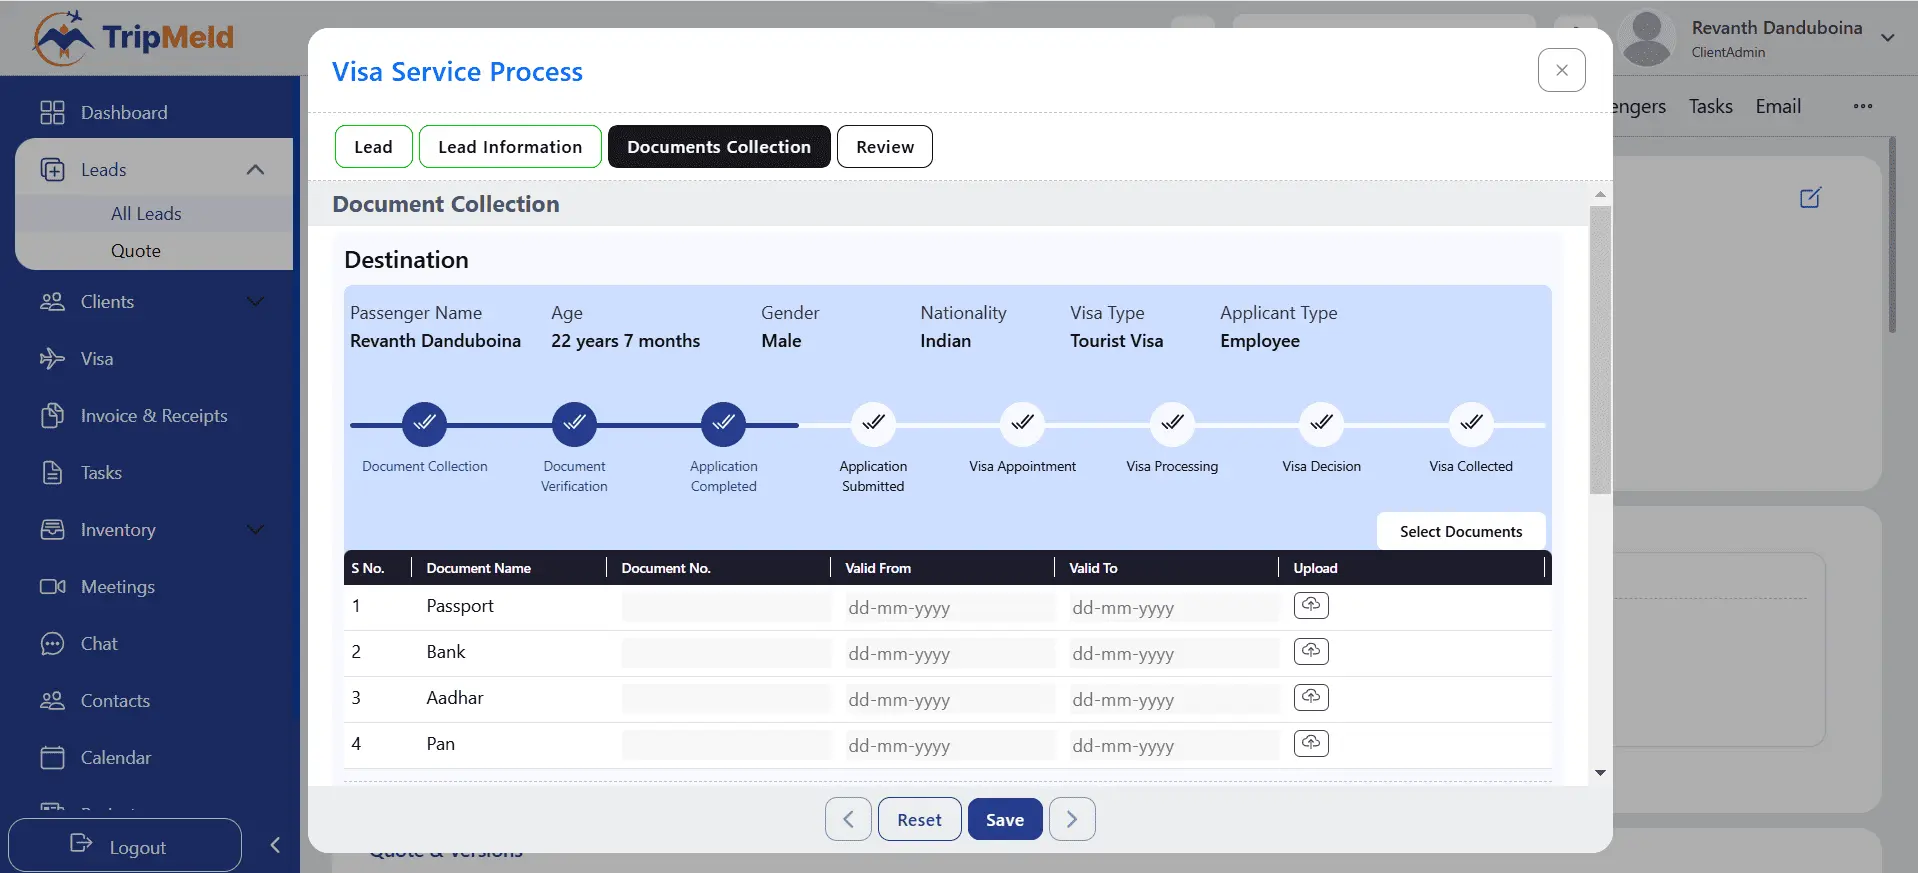 TripMeld
Revanth Danduboina
ClientAdmin
engers Tasks Email
Dashboard
Leads
All Leads
Quote
Clients
Visa
Invoice & Receipts
Tasks
Inventory
Meetings
Chat
Contacts
Calendar
Logout
Visa Service Process
Lead
Lead Information
Documents Collection
Review
Document Collection
Destination
Passenger Name Age Gender Nationality Visa Type Applicant Type
Revanth Danduboina 22 years 7 months Male Indian Tourist Visa Employee
Document Collection
Document
Verification
Application
Completed
Application
Submitted
Visa Appointment
Visa Processing
Visa Decision
Visa Collected
Select Documents
S No. Document Name Document No. Valid From Valid To Upload
1 Passport dd-mm-yyyy dd-mm-yyyy
2 Bank dd-mm-yyyy dd-mm-yyyy
3 Aadhar dd-mm-yyyy dd-mm-yyyy
4 Pan dd-mm-yyyy dd-mm-yyyy
Reset Save
Quote & Versions